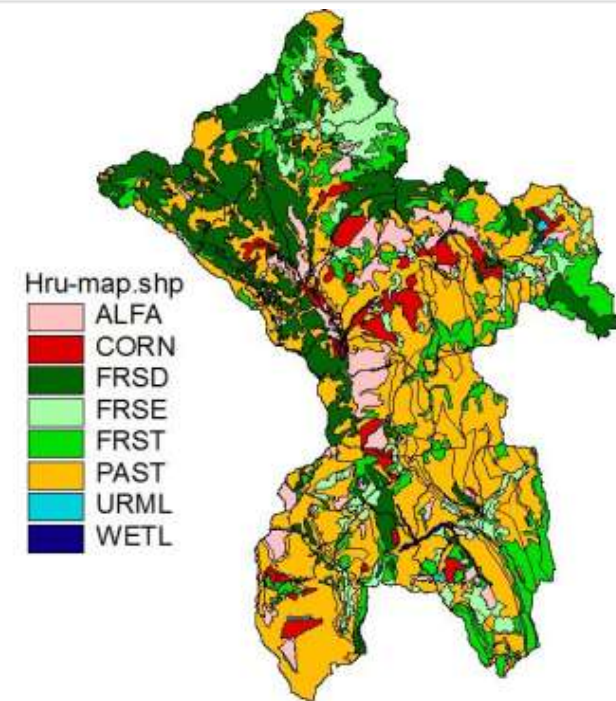 Hru-map.shp
ALFA
CORN
FRSD
FRSE
FRST
PAST
URML
WETL